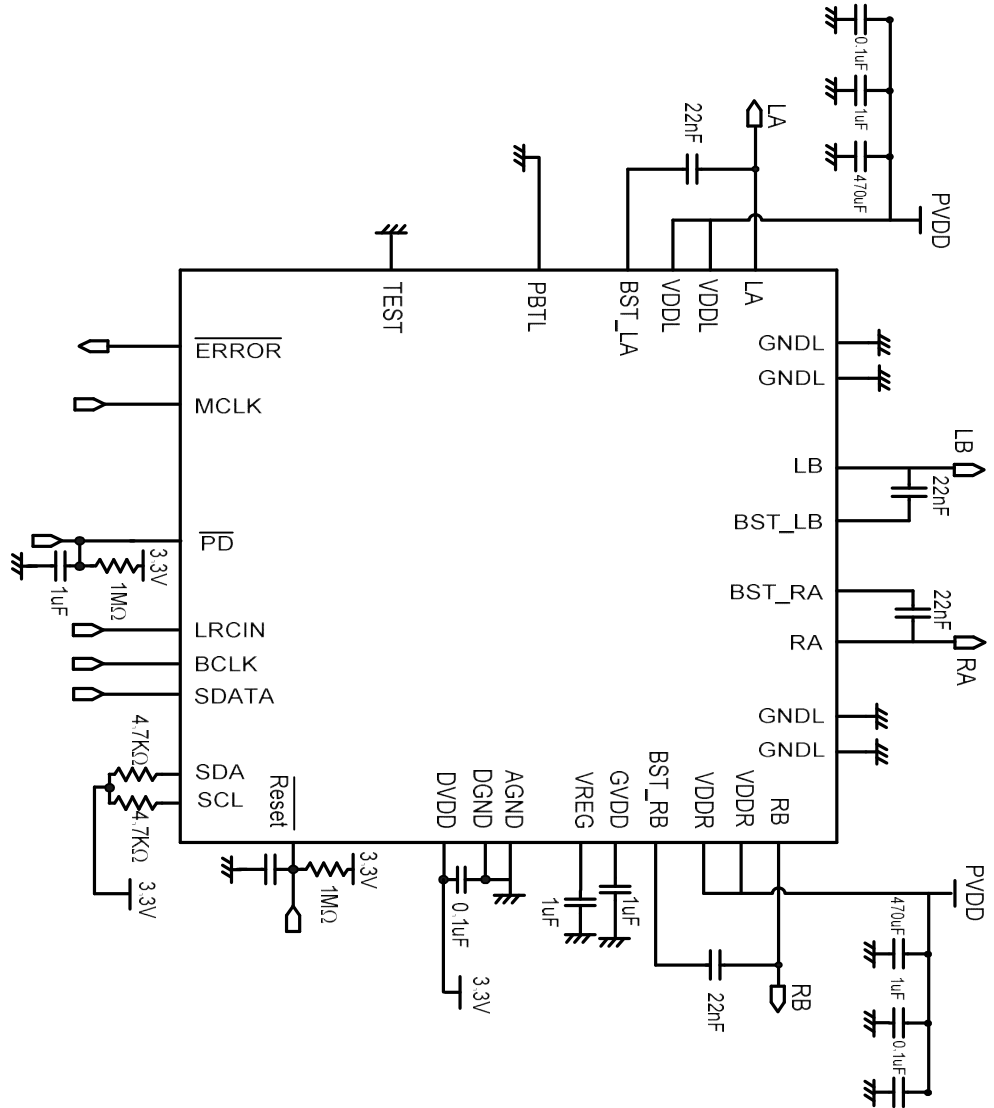 0.1uF
1uF
470uF
PVDD
LA
22nF
TEST
PBTL
BST_LA
VDDL
VDDL
LA
ERROR
MCLK
PD
3.3V
1MΩ
1uF
LRCIN
BCLK
SDATA
4.7KΩ
SDA
SCL
4.7KΩ
3.3V
GNDL
GNDL
LB
LB
22nF
BST_LB
BST_RA
22nF
RA
RA
GNDL
GNDL
Reset
DVDD
DGND
AGND
VREG
GVDD
BST_RB
VDDR
VDDR
RB
3.3V
1MΩ
0.1uF
3.3V
1uF
1uF
22nF
RB
PVDD
470uF
1uF
0.1uF